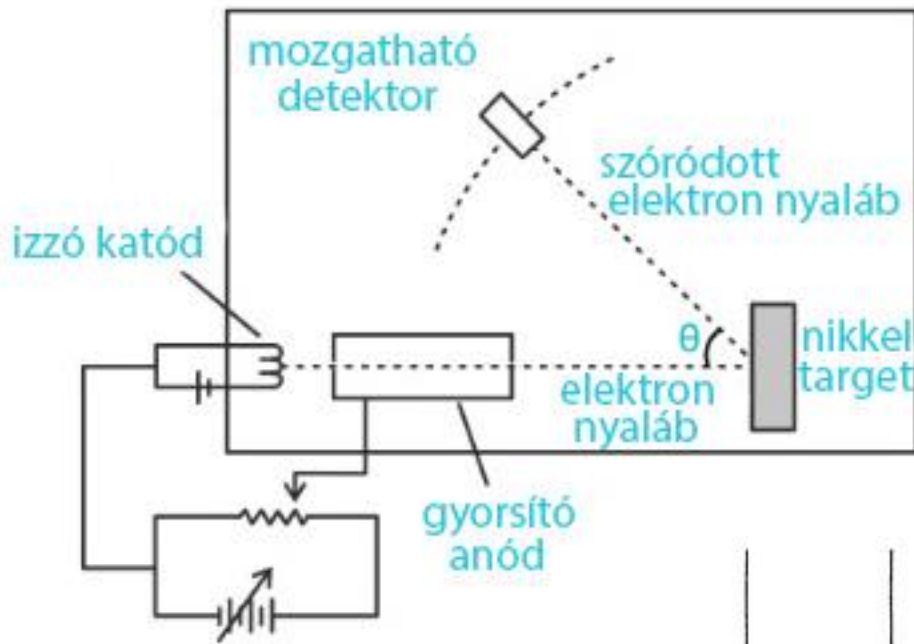 mozgatható
detektor
szóródott
elektron nyaláb
izzó katód
θ
nikkel
target
elektron
nyaláb
gyorsító
anód